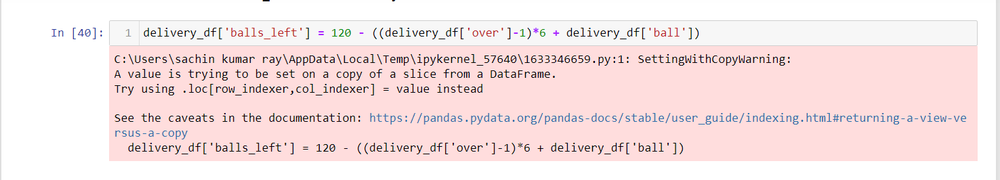 In [40]: 1 delivery_df['balls_left'] = 120 - ((delivery_df['over']-1)*6 + delivery_df['ball'])
C:\Users\sachin kumar ray\AppData\Local\Temp\ipykernel_57640\1633346659.py:1: SettingWithCopyWarning:
A value is trying to be set on a copy of a slice from a DataFrame.
Try using .loc[row_indexer,col_indexer] = value instead
See the caveats in the documentation: https://pandas.pydata.org/pandas-docs/stable/user_guide/indexing.html#returning-a-view-ve
rsus-a-copy
delivery_df['balls_left'] = 120 - ((delivery_df['over']-1)*6 + delivery_df['ball'])